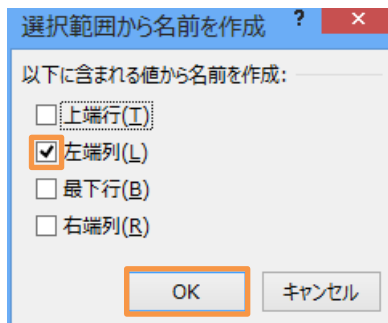 選択範囲から名前を作成 ? ×
以下に含まれる値から名前を作成:
上端行(T)
左端列(L)
最下行(B)
右端列(R)
OK キャンセル